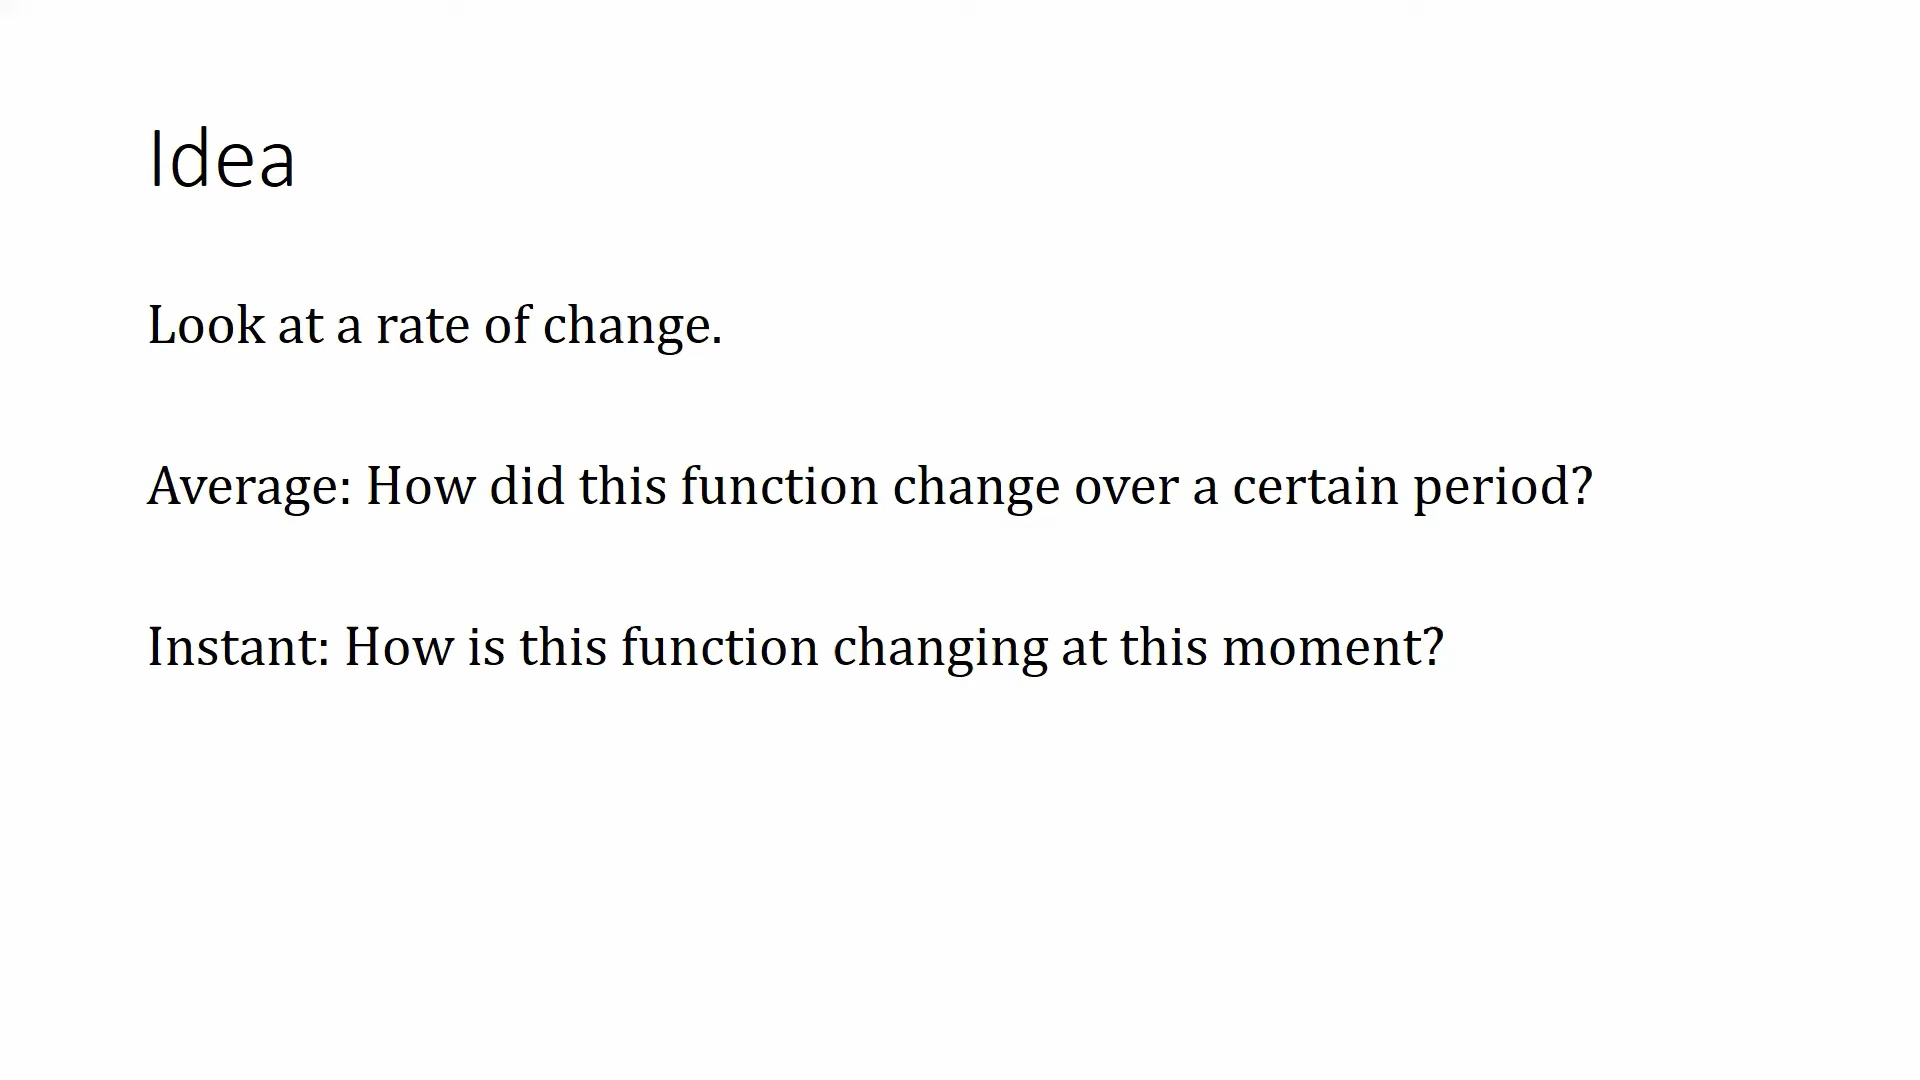 Idea
Look at a rate of change.
Average: How did this function change over a certain period?
Instant: How is this function changing at this moment?